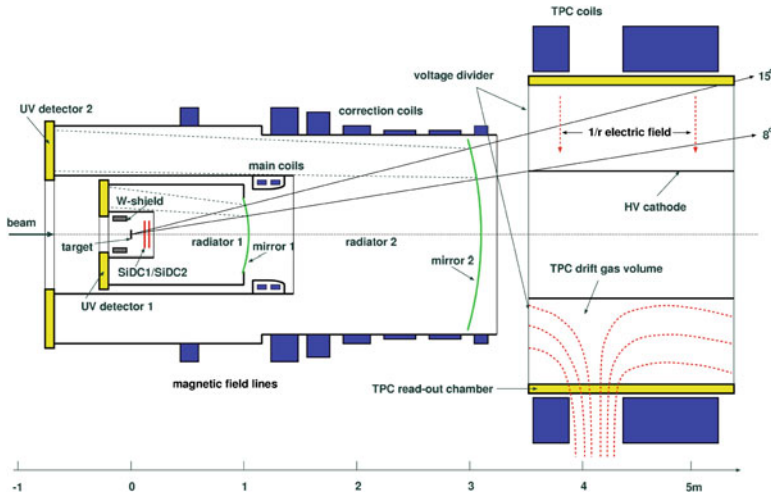 TPC coils
UV detector 2
correction coils
voltage divider
15°
1/r electric field
8°
main coils
W-shield
HV cathode
beam
target
radiator 1
mirror 1
radiator 2
mirror 2
TPC drift gas volume
SiDC1/SiDC2
UV detector 1
magnetic field lines
TPC read-out chamber
-1 0 1 2 3 4 5m